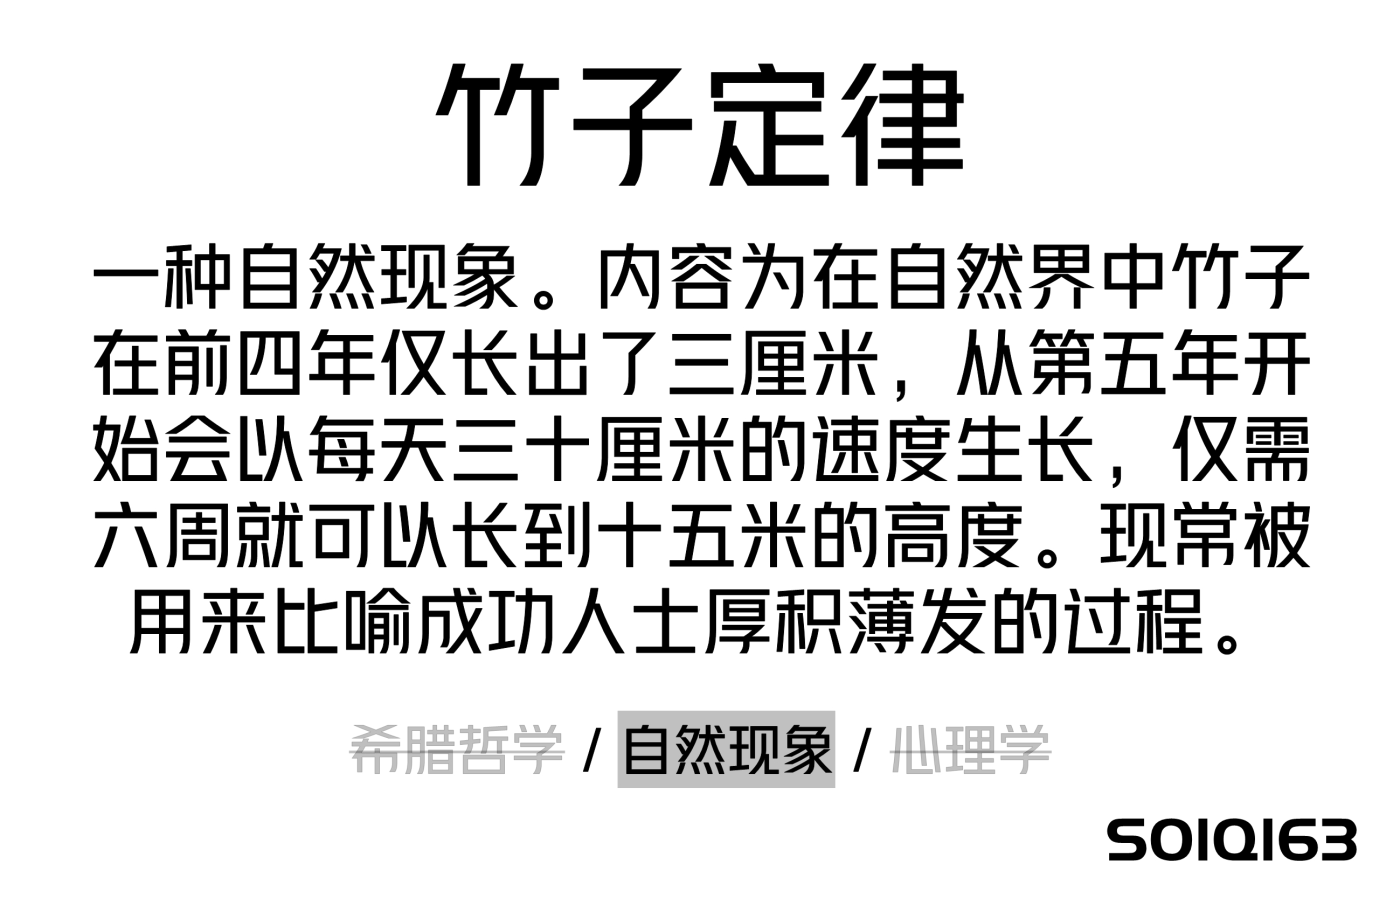 竹子定律
一种自然现象。内容为在自然界中竹子
在前四年仅长出了三厘米，从第五年开
始会以每天三十厘米的速度生长，仅需
六周就可以长到十五米的高度。现常被
用来比喻成功人士厚积薄发的过程。
希腊哲学 / 自然现象 / 心理学
SOIQI63